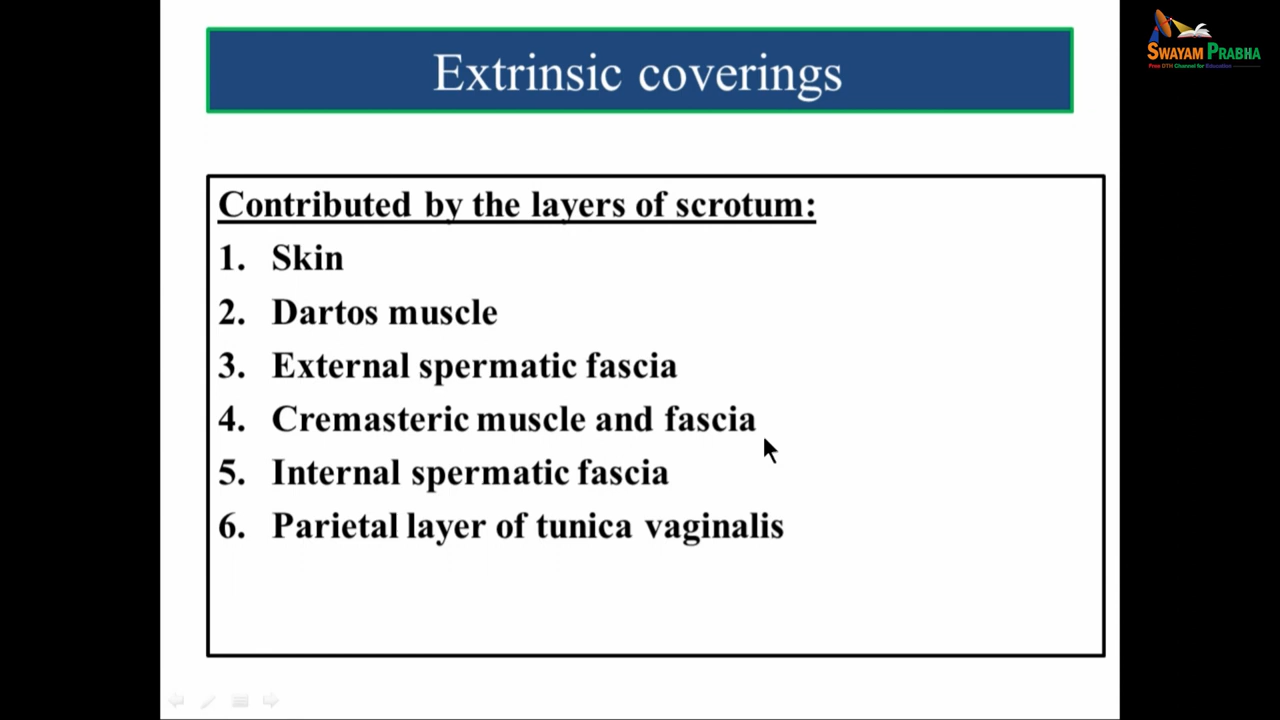 Extrinsic coverings
SWAYAM PRABHA
Free DTH Channel for Education
Contributed by the layers of scrotum:
1. Skin
2. Dartos muscle
3. External spermatic fascia
4. Cremasteric muscle and fascia
5. Internal spermatic fascia
6. Parietal layer of tunica vaginalis